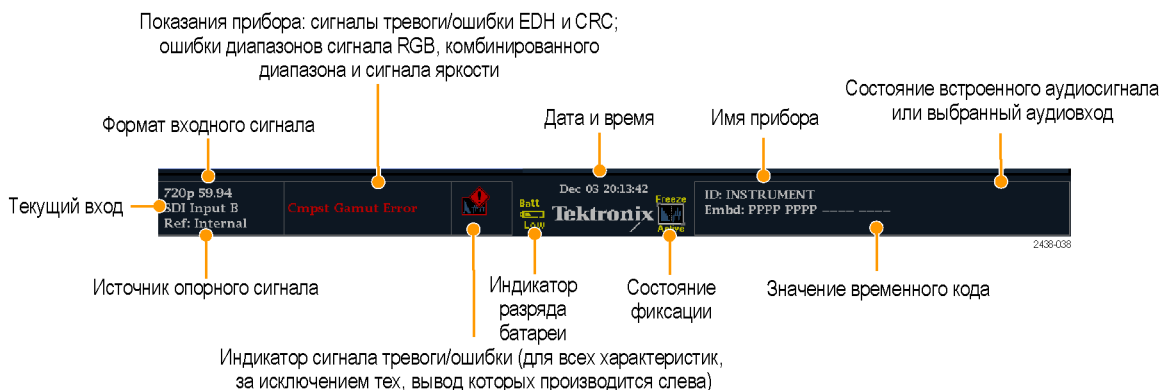 Показания прибора: сигналы тревоги/ошибки EDH и CRC;
ошибки диапазонов сигнала RGB, комбинированного
диапазона и сигнала яркости
Состояние встроенного аудиосигнала
или выбранный аудиовход
Формат входного сигнала
Дата и время
Имя прибора
Текущий вход
720p 59.94
SDI Input B
Ref: Internal
Cmpst Gamut Error
Batt
Low
Dec 03 20:13:42
Tektronix
Freeze
Active
ID: INSTRUMENT
Embd: PPPP PPPP ____ ____
2438-038
Источник опорного сигнала
Индикатор
разряда
батареи
Состояние
фиксации
Значение временного кода
Индикатор сигнала тревоги/ошибки (для всех характеристик,
за исключением тех, вывод которых производится слева)